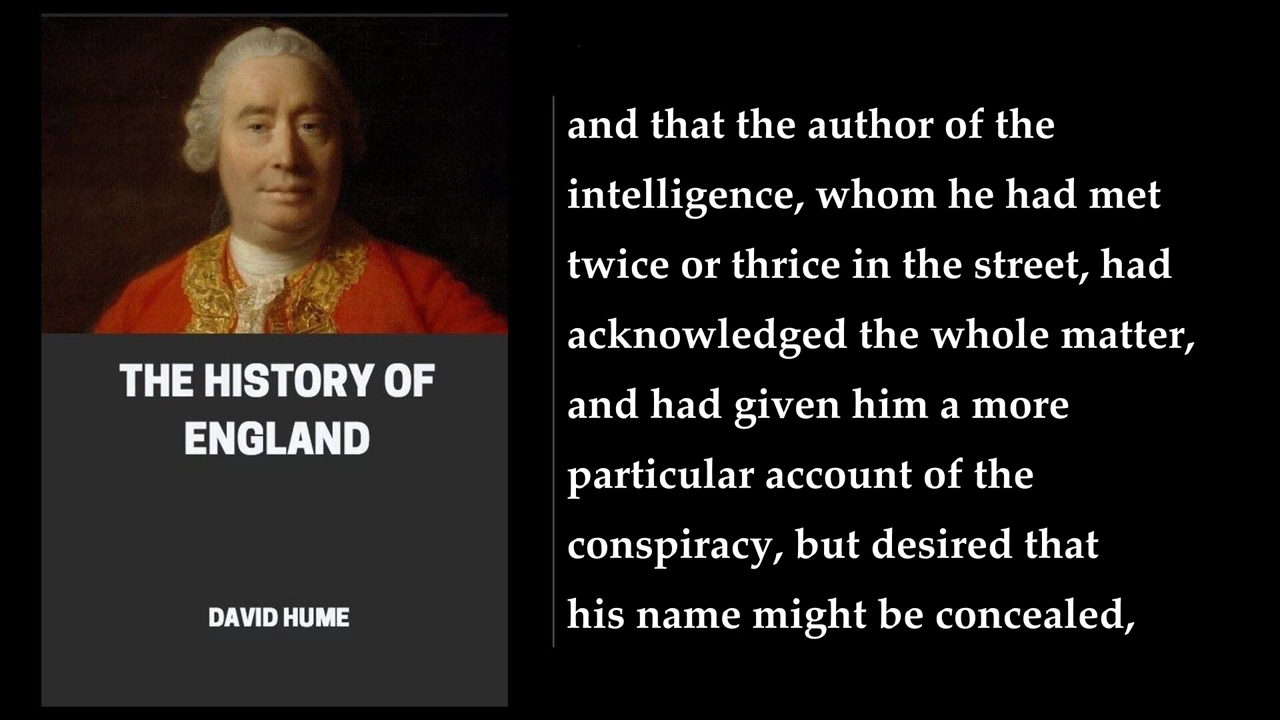 THE HISTORY OF
ENGLAND
DAVID HUME
and that the author of the
intelligence, whom he had met
twice or thrice in the street, had
acknowledged the whole matter,
and had given him a more
particular account of the
conspiracy, but desired that
his name might be concealed,